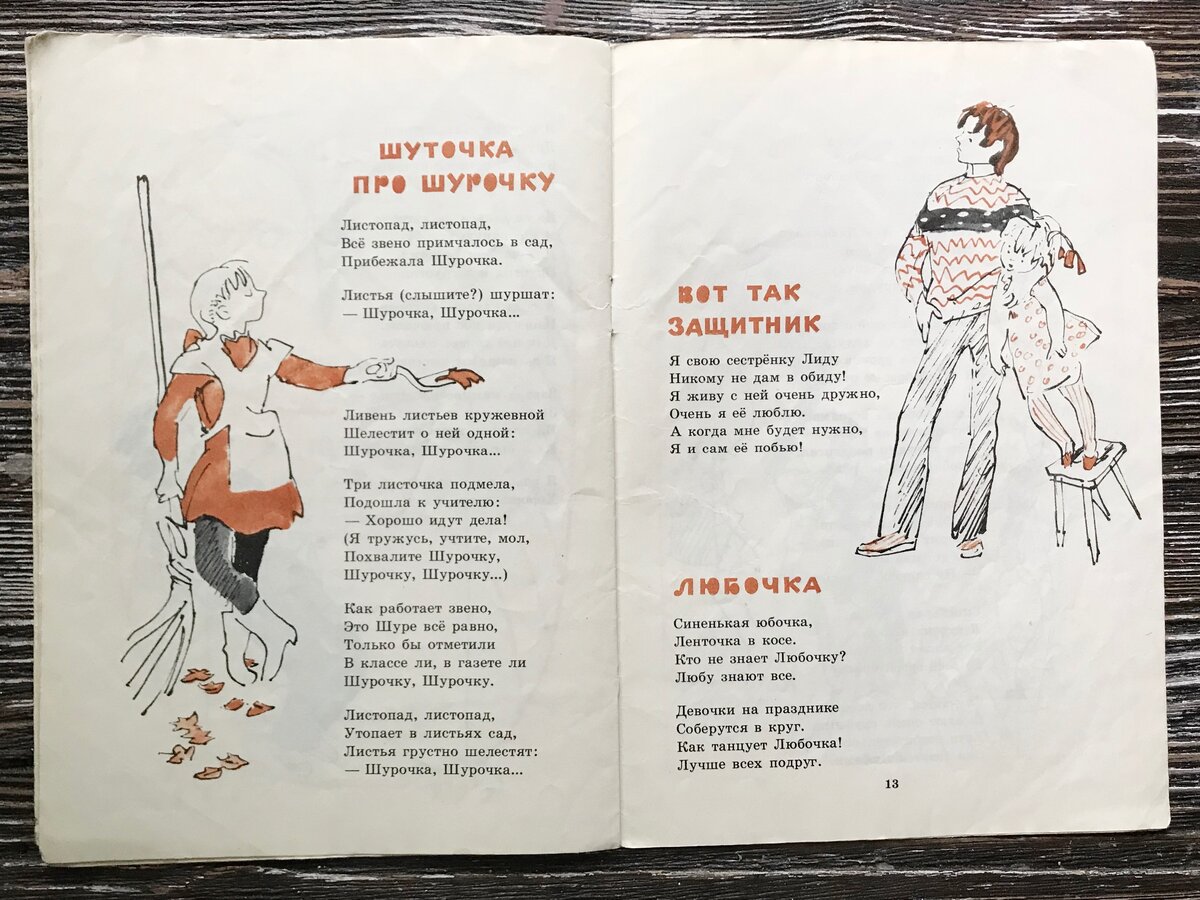 ШУТОЧКА
ПРО ШУРОЧКУ
Листопад, листопад,
Всё звено примчалось в сад,
Прибежала Шурочка.
Листья (слышите?) шуршат:
— Шурочка, Шурочка...
Ливень листьев кружевной
Шелестит о ней одной:
Шурочка, Шурочка...
Три листочка подмела,
Подошла к учителю:
— Хорошо идут дела!
(Я тружусь, учтите, мол,
Похвалите Шурочку,
Шурочку, Шурочку...)
Как работает звено,
Это Шуре всё равно,
Только бы отметили
В классе ли, в газете ли
Шурочку, Шурочку.
Листопад, листопад,
Утопает в листьях сад,
Листья грустно шелестят:
— Шурочка, Шурочка...
ВОТ ТАК
ЗАЩИТНИК
Я свою сестрёнку Лиду
Никому не дам в обиду!
Я живу с ней очень дружно,
Очень я её люблю.
А когда мне будет нужно,
Я и сам её побью!
ЛЮБОЧКА
Синенькая юбочка,
Ленточка в косе.
Кто не знает Любочку?
Любу знают все.
Девочки на празднике
Соберутся в круг.
Как танцует Любочка!
Лучше всех подруг.
13